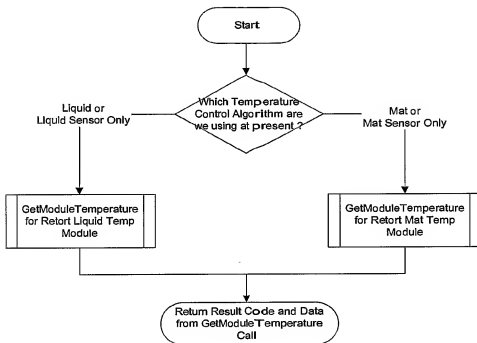 Start
Which Temperature
Control Algorithm are
we using at present ?
Liquid or
Liquid Sensor Only
Mat or
Mat Sensor Only
GetModuleTemperature
for Retort Liquid Temp
Module
GetModuleTemperature
for Retort Mat Temp
Module
Return Result Code and Data
from GetModuleTemperature
Call